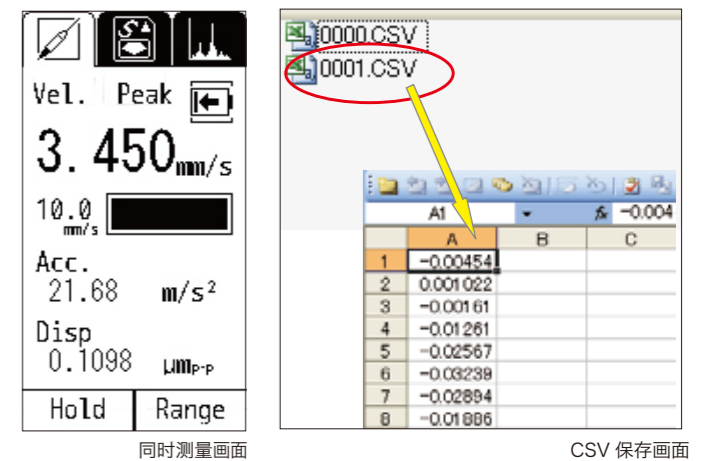 Vel. Peak
3.450mm/s
10.0
mm/s
Acc.
21.68 m/s²
Disp
0.1098 μmP-P
Hold Range
同时测量画面
0000.CSV
0001.CSV
A1 fx -0.004
A B C
1 -0.00454
2 0.001022
3 -0.00161
4 -0.01261
5 -0.02567
6 -0.03239
7 -0.02894
8 -0.01886
CSV 保存画面